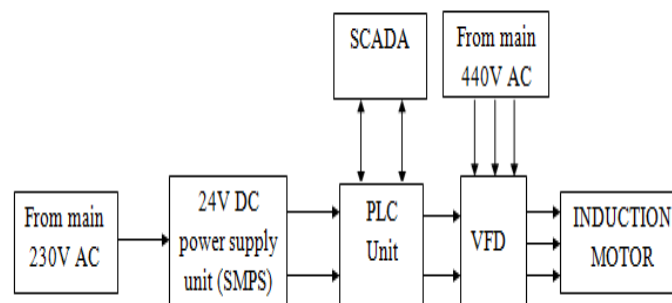 SCADA
From main
440V AC
From main
230V AC
24V DC
power supply
unit (SMPS)
PLC
Unit
VFD
INDUCTION
MOTOR